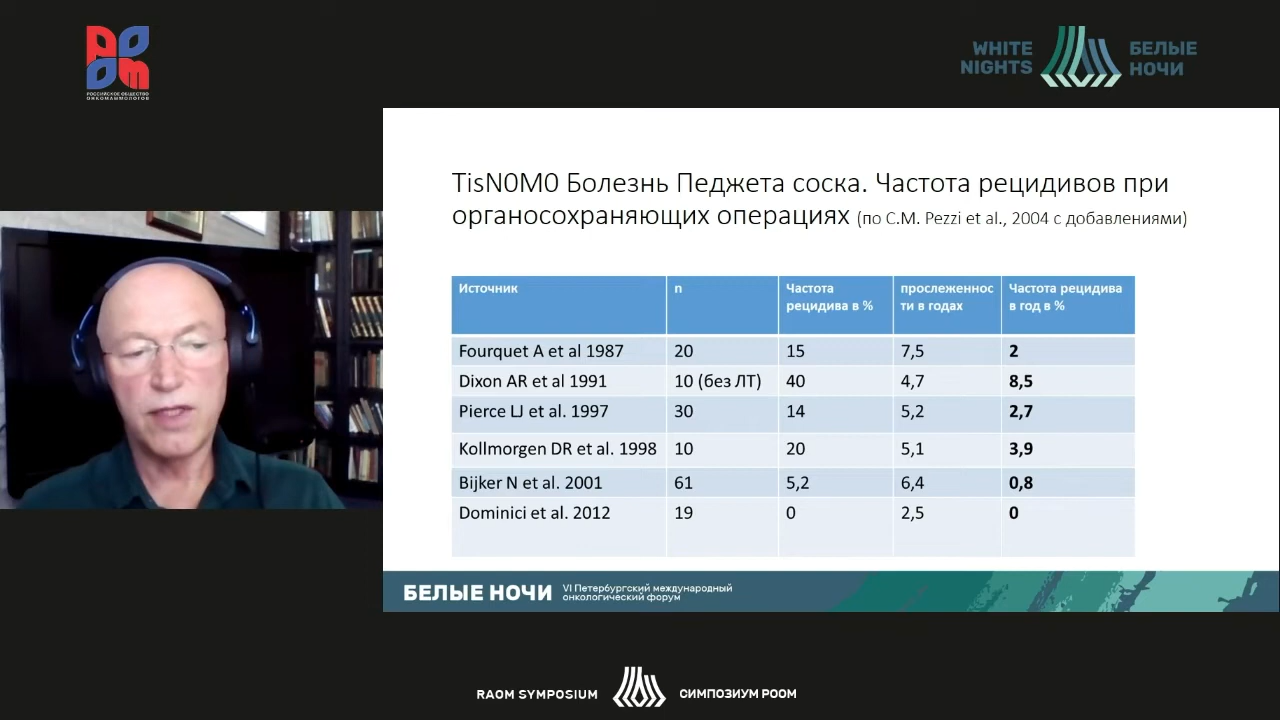 РОССИЙСКОЕ ОБЩЕСТВО
ОНКОМАММОЛОГОВ
WHITE
NIGHTS
БЕЛЫЕ
НОЧИ
TisN0M0 Болезнь Педжета соска. Частота рецидивов при
органосохраняющих операциях (по C.M. Pezzi et al., 2004 с добавлениями)
Источник n Частота рецидива в % прослеженнос ти в годах Частота рецидива в год в %
Fourquet A et al 1987 20 15 7,5 2
Dixon AR et al 1991 10 (без ЛТ) 40 4,7 8,5
Pierce LJ et al. 1997 30 14 5,2 2,7
Kollmorgen DR et al. 1998 10 20 5,1 3,9
Bijker N et al. 2001 61 5,2 6,4 0,8
Dominici et al. 2012 19 0 2,5 0
БЕЛЫЕ НОЧИ
VI Петербургский международный
онкологический форум
RAOM SYMPOSIUM
СИМПОЗИУМ РООМ